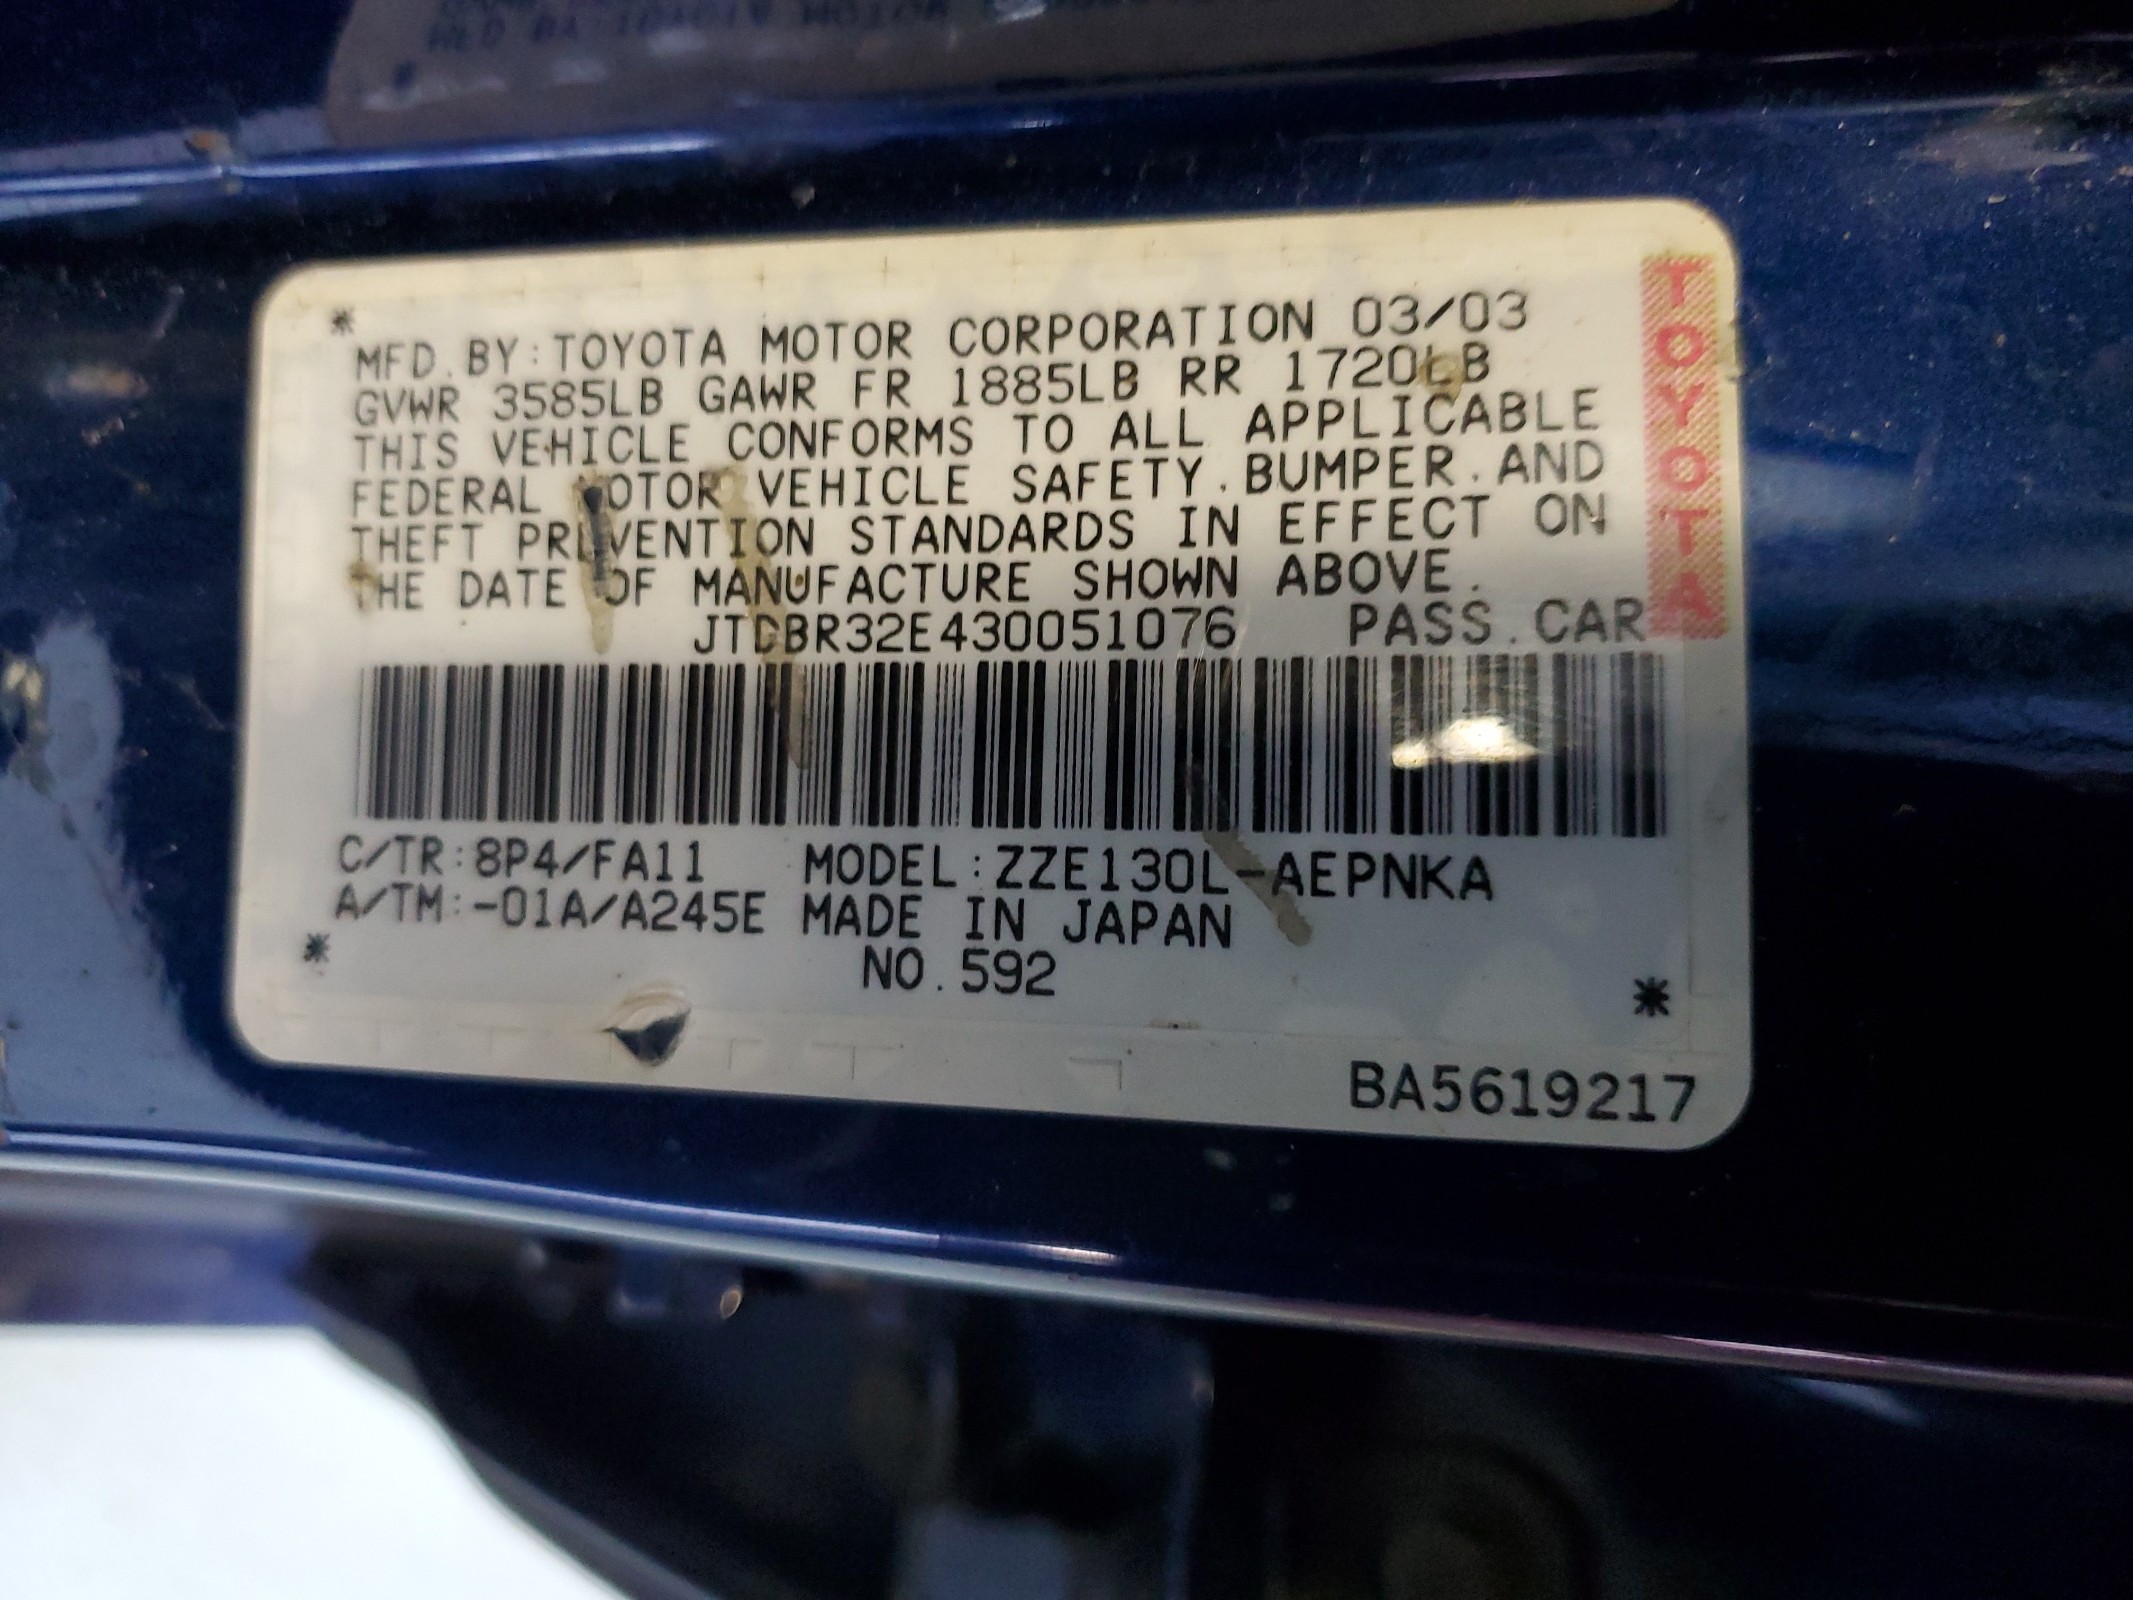 MFD. BY: TOYOTA MOTOR CORPORATION 03/03
GVWR 3585LB GAWR FR 1885LB RR 1720LB
THIS VEHICLE CONFORMS TO ALL APPLICABLE
FEDERAL MOTOR VEHICLE SAFETY. BUMPER. AND
THEFT PREVENTION STANDARDS IN EFFECT ON
THE DATE OF MANUFACTURE SHOWN ABOVE.
JTDBR32E430051076 PASS. CAR
TOYOTA
C/TR: 8P4/FA11 MODEL: ZZE130L-AEPNKA
A/TM: -01A/A245E MADE IN JAPAN
NO. 592
BA5619217